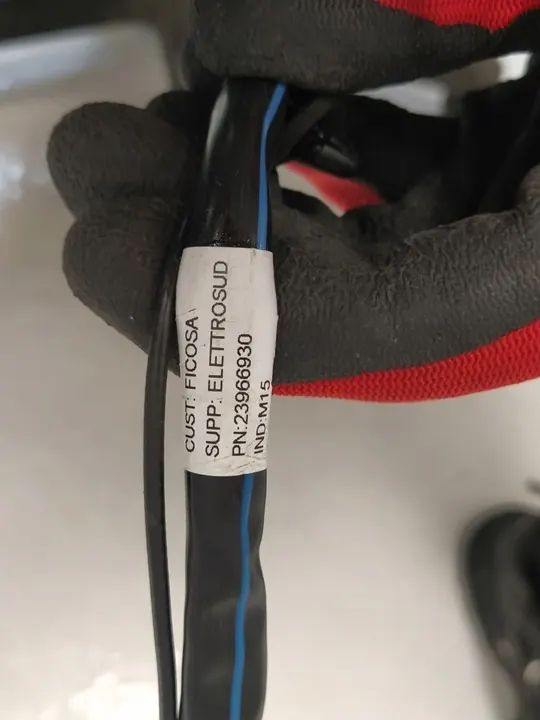 CUST: FICOSA
SUPP: ELETTROSUD
PN:23966930
IND:M15